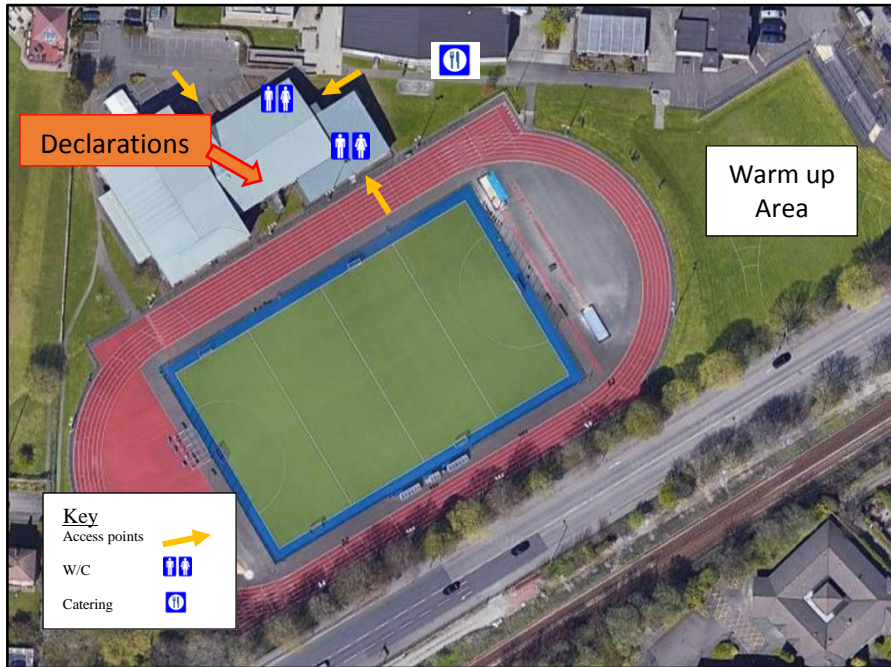 Declarations
Warm up
Area
Key
Access points
W/C
Catering